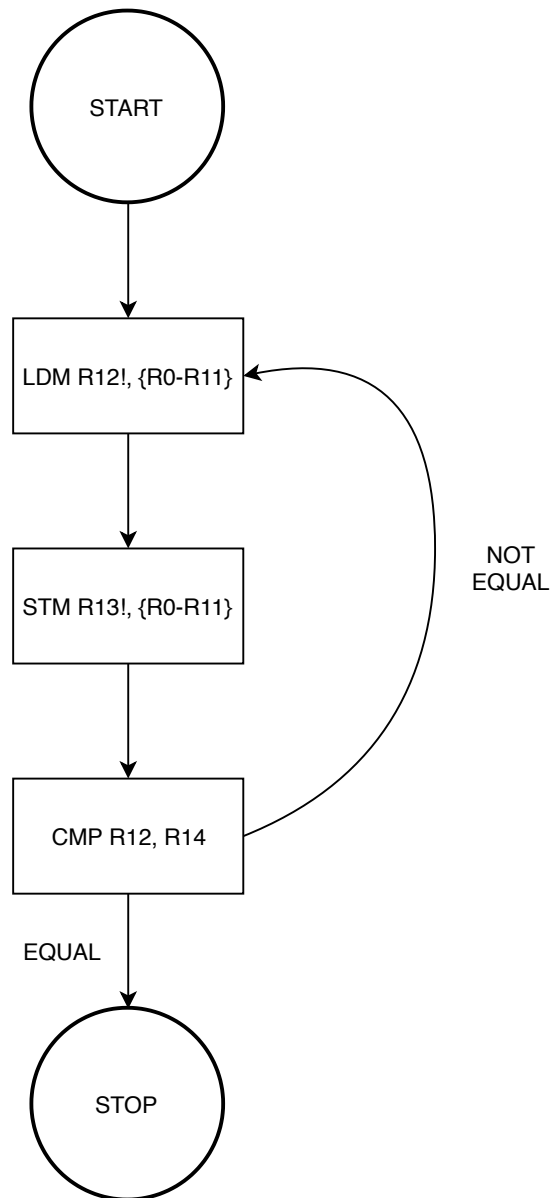 START
LDM R12!, {R0-R11}
STM R13!, {R0-R11}
NOT
EQUAL
CMP R12, R14
EQUAL
STOP